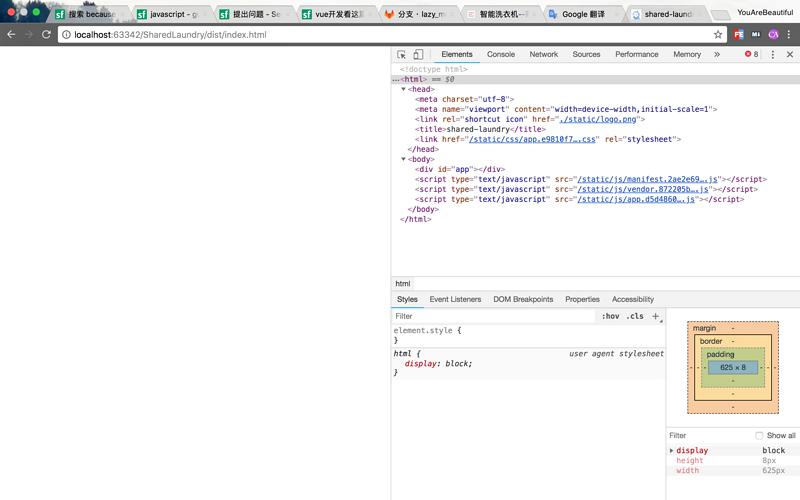 搜索 because
javascript - g
提出问题 - Se
vue开发看这
分支 · lazy_m
智能洗衣机--
Google 翻译
shared-laund
YouAreBeautiful
localhost:63342/SharedLaundry/dist/index.html
Elements Console Network Sources Performance Memory » 8
<!doctype html>
...<html> == $0
<head>
<meta charset="utf-8">
<meta name="viewport" content="width=device-width,initial-scale=1">
<link rel="shortcut icon" href="./static/logo.png">
<title>shared-laundry</title>
<link href="/static/css/app.e9810f7….css" rel="stylesheet">
</head>
<body>
<div id="app"></div>
<script type="text/javascript" src="/static/js/manifest.2ae2e69….js"></script>
<script type="text/javascript" src="/static/js/vendor.872205b….js"></script>
<script type="text/javascript" src="/static/js/app.d5d4860….js"></script>
</body>
</html>
html
Styles Event Listeners DOM Breakpoints Properties Accessibility
Filter :hov .cls +
element.style {
}
html { user agent stylesheet
display: block;
}
margin -
border -
padding
- - - 625 × 8 - - -
-
-
-
Filter Show all
display block
height 8px
width 625px